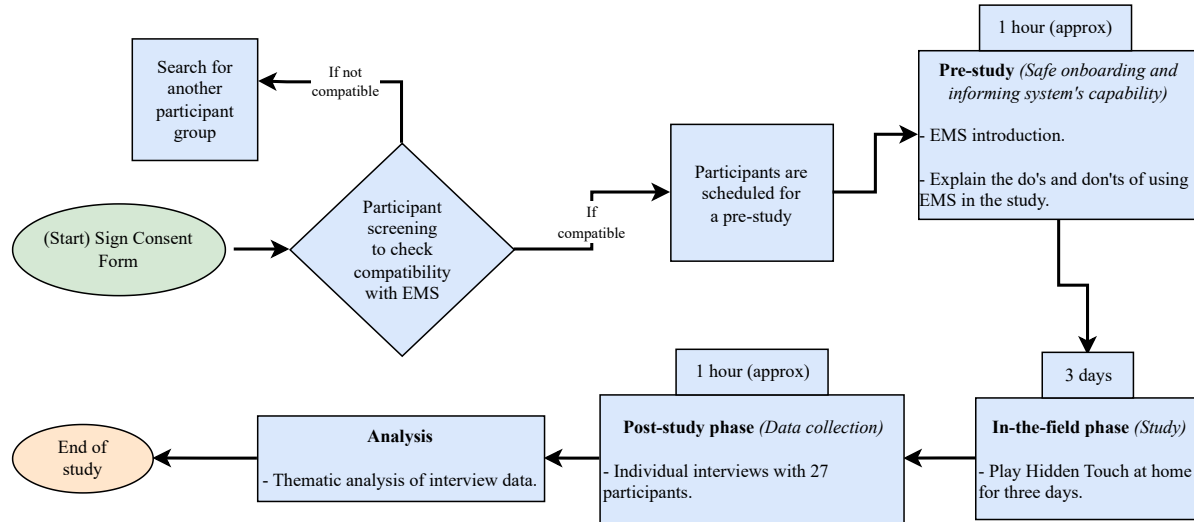 1 hour (approx)
Pre-study (Safe onboarding and
informing system's capability)
- EMS introduction.
- Explain the do's and don'ts of using
EMS in the study.
Search for
another
participant
group
If not
compatible
Participants are
scheduled for
a pre-study
(Start) Sign Consent
Form
Participant
screening
to check
compatibility
with EMS
If
compatible
3 days
In-the-field phase (Study)
- Play Hidden Touch at home
for three days.
1 hour (approx)
Post-study phase (Data collection)
- Individual interviews with 27
participants.
Analysis
- Thematic analysis of interview data.
End of
study